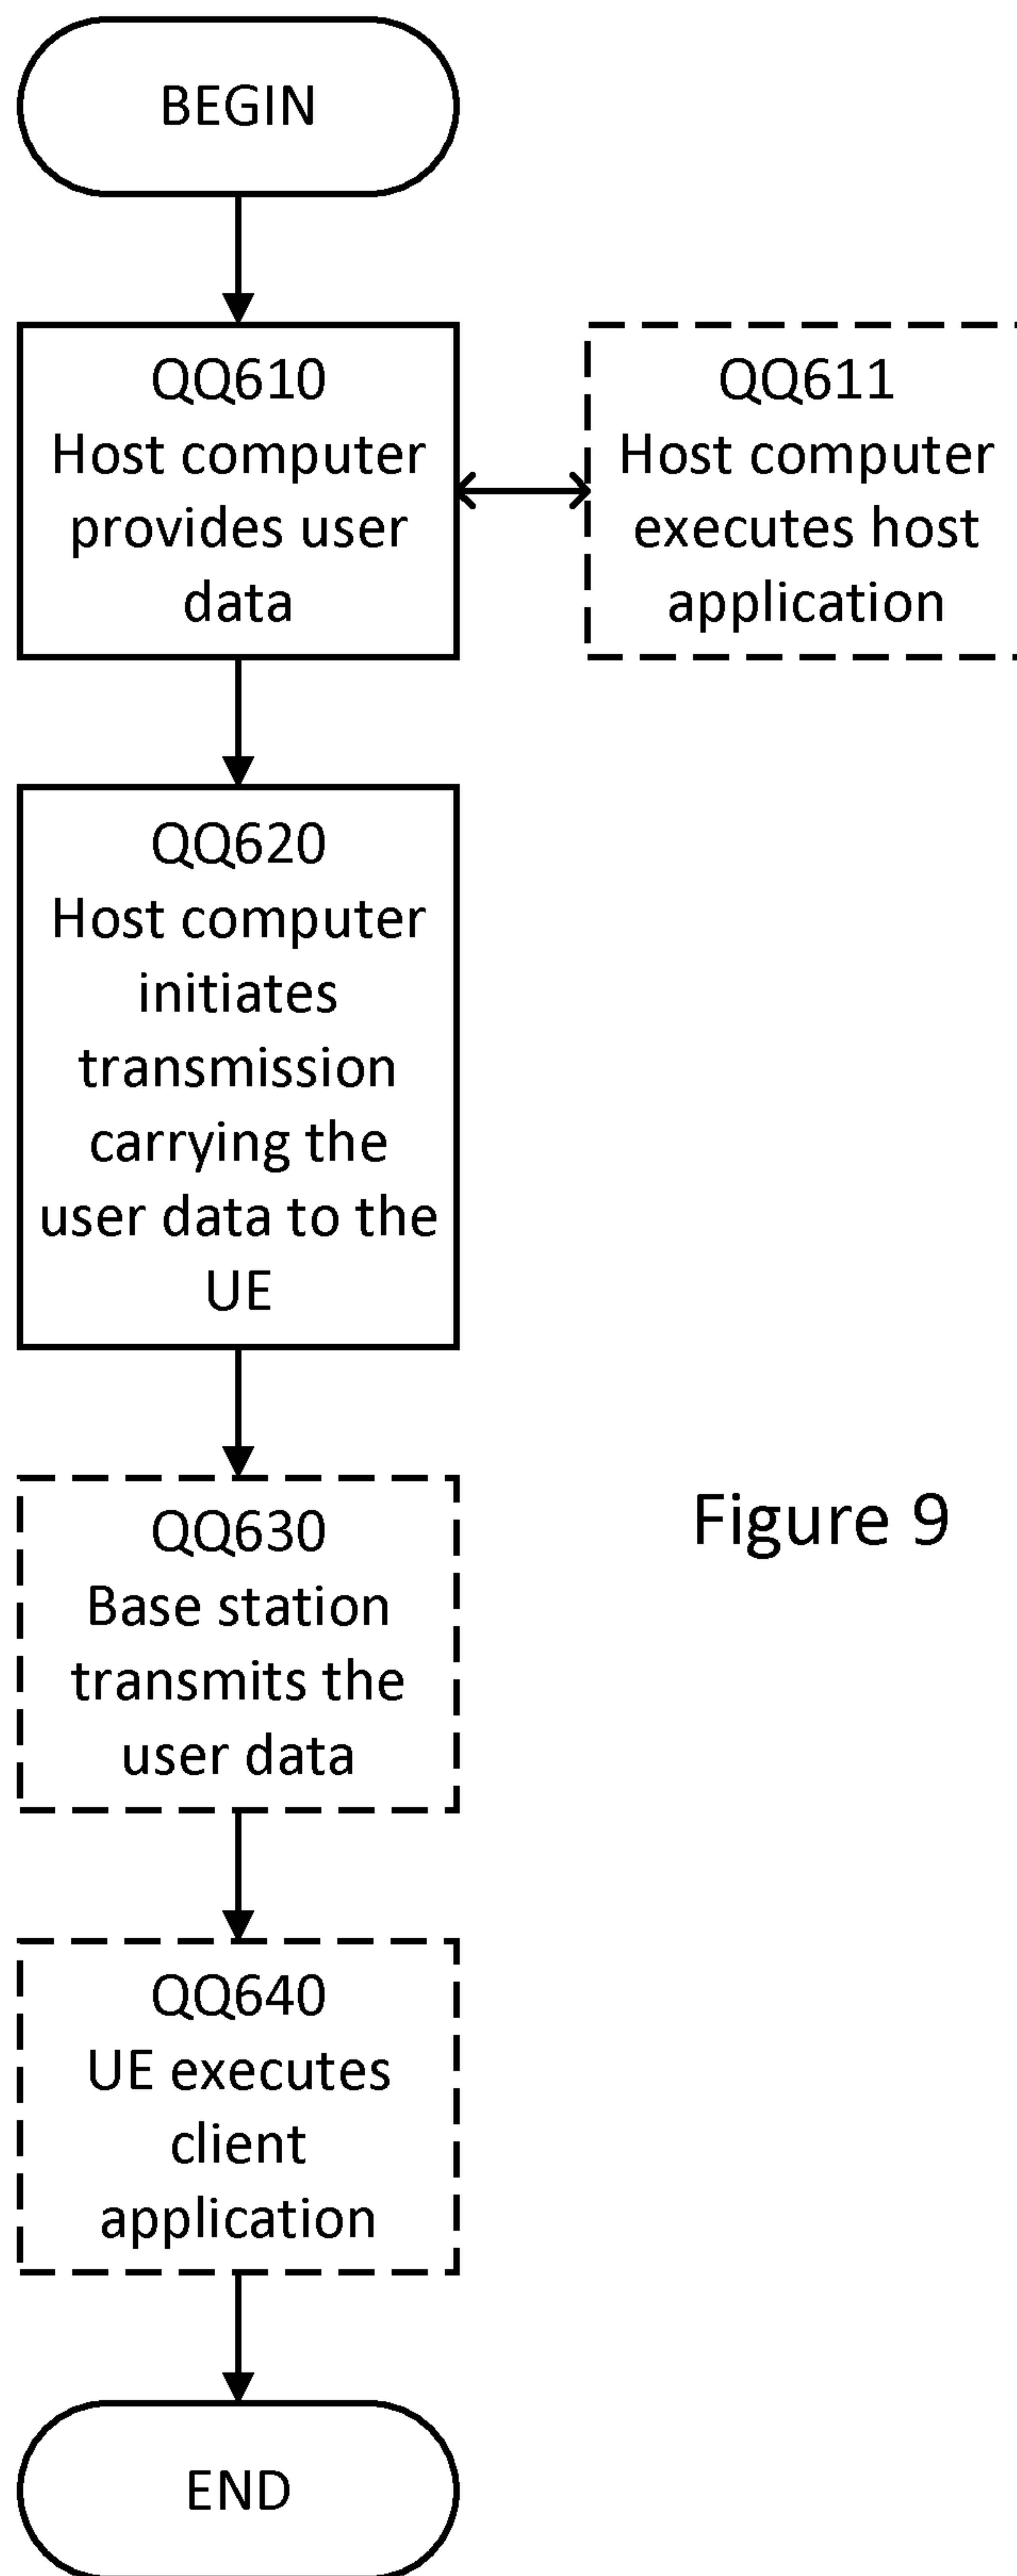 BEGIN
QQ610
Host computer
provides user
data
QQ611
Host computer
executes host
application
QQ620
Host computer
initiates
transmission
carrying the
user data to the
UE
QQ630
Base station
transmits the
user data
Figure 9
QQ640
UE executes
client
application
END